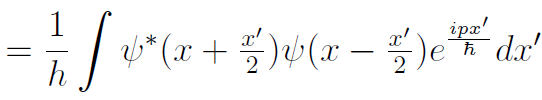 = \frac{1}{h} \int \psi^*(x + \frac{x'}{2})\psi(x - \frac{x'}{2})e^{\frac{ipx'}{\hbar}} dx'